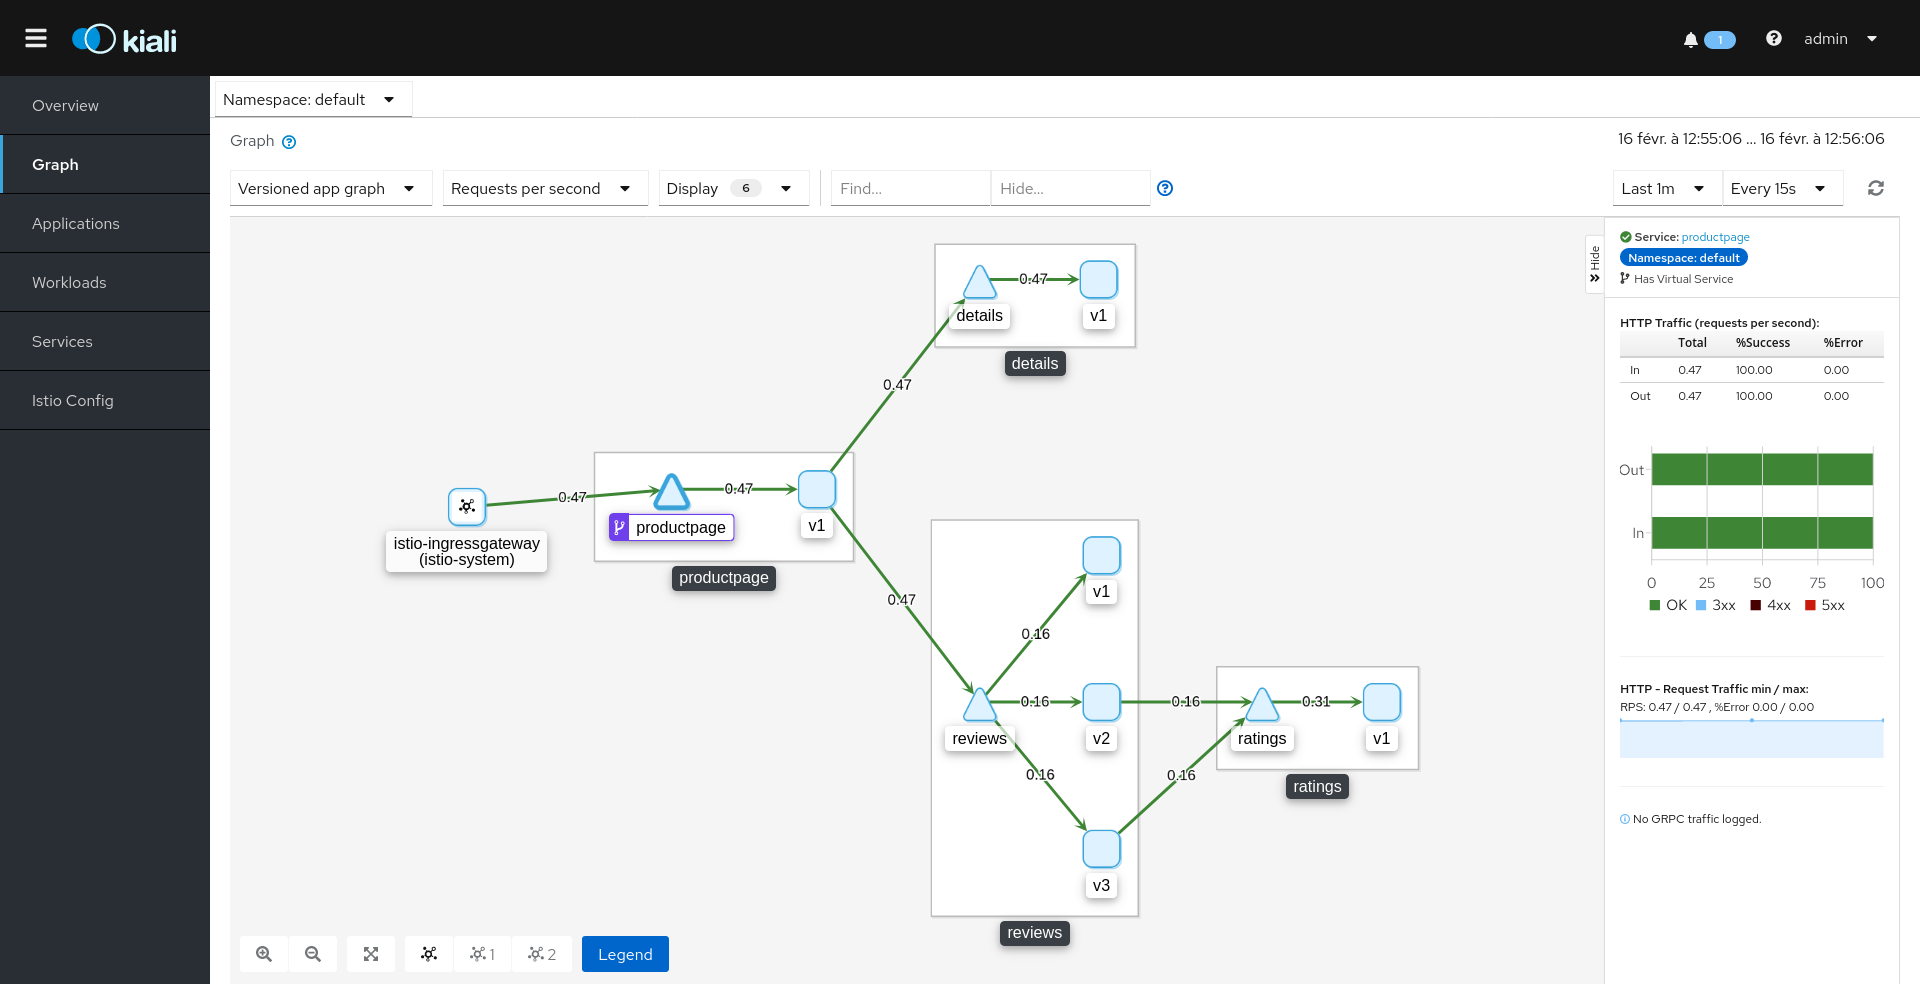 kiali
1
admin
Overview
Graph
Applications
Workloads
Services
Istio Config
Namespace: default
Graph
16 févr. à 12:55:06 ... 16 févr. à 12:56:06
Versioned app graph
Requests per second
Display 6
Find...
Hide...
Last 1m
Every 15s
0.47
details
v1
details
0.47
0.47
0.47
istio-ingressgateway
(istio-system)
productpage
v1
productpage
0.47
v1
0.16
0.16
0.16
0.31
reviews
v2
ratings
v1
0.16
0.16
ratings
v3
reviews
1
2
Legend
Hide
Service: productpage
Namespace: default
Has Virtual Service
HTTP Traffic (requests per second):
Total %Success %Error
In 0.47 100.00 0.00
Out 0.47 100.00 0.00
Out
In
0 25 50 75 100
OK 3xx 4xx 5xx
HTTP - Request Traffic min / max:
RPS: 0.47 / 0.47 , %Error 0.00 / 0.00
No GRPC traffic logged.